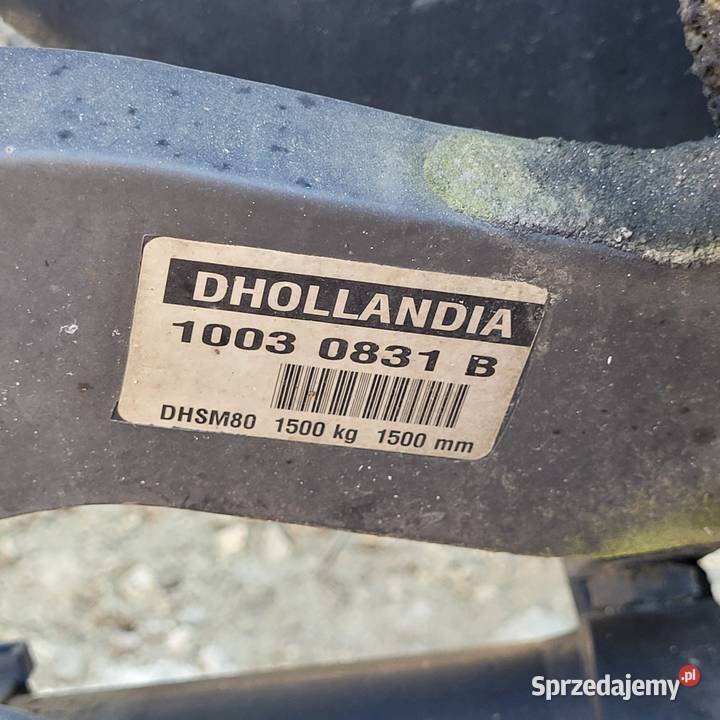 DHOLLANDIA
1003 0831 B
DHSM80 1500 kg 1500 mm
Sprzedajemy.pl